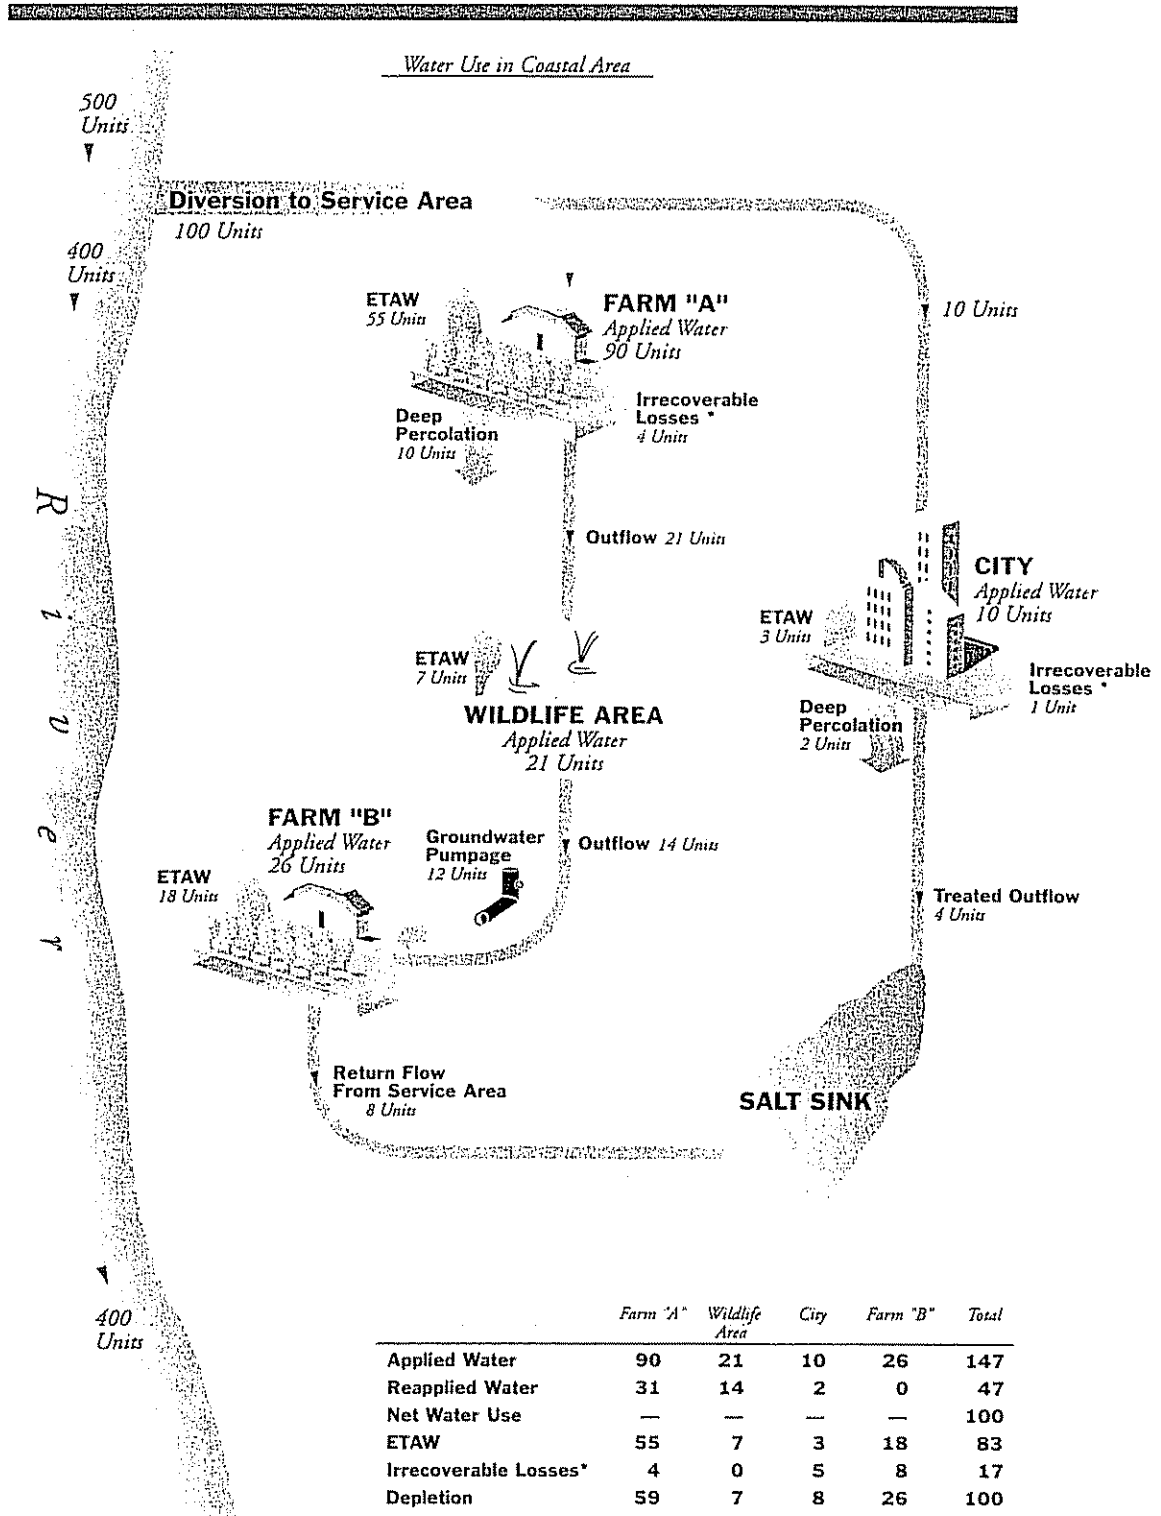 Water Use in Coastal Area
500
Units
Diversion to Service Area
100 Units
400
Units
10 Units
ETAW
55 Units
FARM "A"
Applied Water
90 Units
Irrecoverable
Losses *
4 Units
Deep
Percolation
10 Units
Outflow 21 Units
River
CITY
Applied Water
10 Units
ETAW
3 Units
Irrecoverable
Losses *
1 Unit
Deep
Percolation
2 Units
ETAW
7 Units
WILDLIFE AREA
Applied Water
21 Units
FARM "B"
Applied Water
26 Units
ETAW
18 Units
Groundwater
Pumpage
12 Units
Outflow 14 Units
Treated Outflow
4 Units
Return Flow
From Service Area
8 Units
SALT SINK
400
Units
Farm "A" Wildlife Area City Farm "B" Total
Applied Water 90 21 10 26 147
Reapplied Water 31 14 2 0 47
Net Water Use — — — — 100
ETAW 55 7 3 18 83
Irrecoverable Losses* 4 0 5 8 17
Depletion 59 7 8 26 100